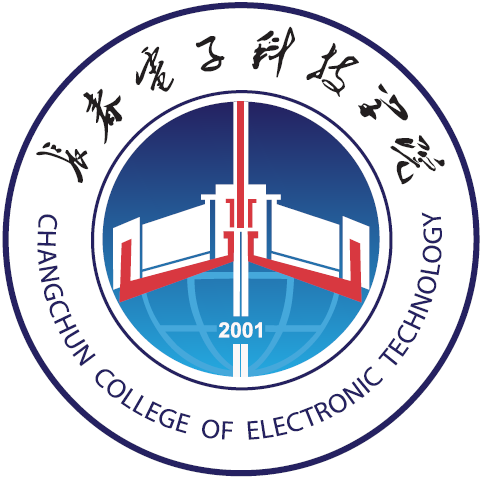 长春电子科技学院
2001
CHANGCHUN COLLEGE OF ELECTRONIC TECHNOLOGY